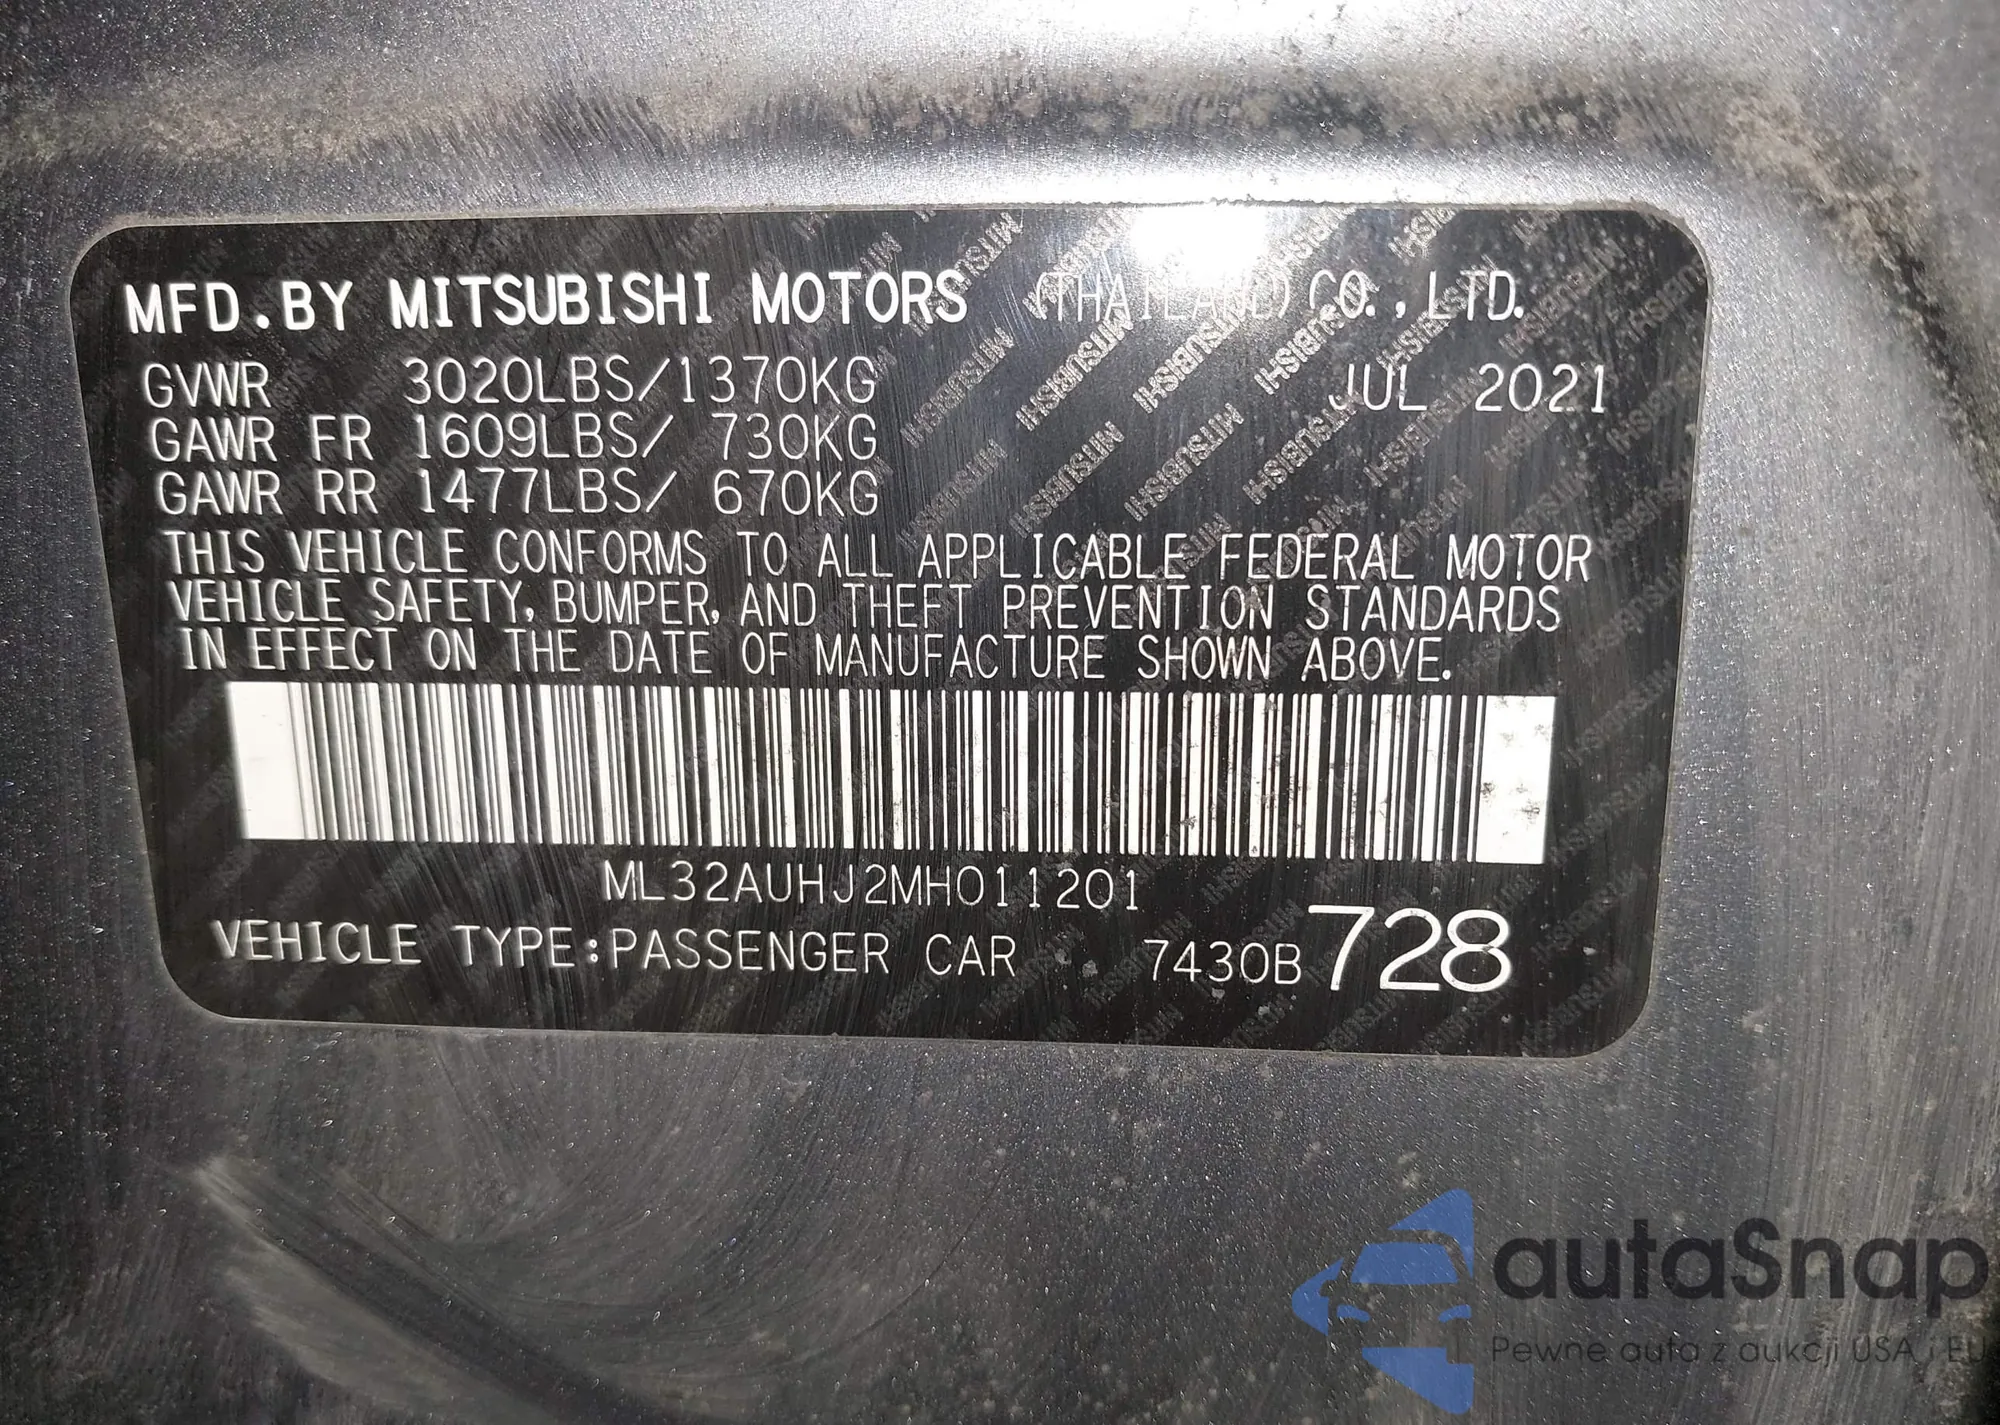 MFD.BY MITSUBISHI MOTORS (THAILAND) CO.,LTD.
GVWR 3020LBS/1370KG JUL 2021
GAWR FR 1609LBS/ 730KG
GAWR RR 1477LBS/ 670KG
THIS VEHICLE CONFORMS TO ALL APPLICABLE FEDERAL MOTOR
VEHICLE SAFETY, BUMPER, AND THEFT PREVENTION STANDARDS
IN EFFECT ON THE DATE OF MANUFACTURE SHOWN ABOVE.
ML32AUHJ2MH011201
VEHICLE TYPE:PASSENGER CAR 7430B 728
autaSnap
Pewne auta z aukcji USA i EU